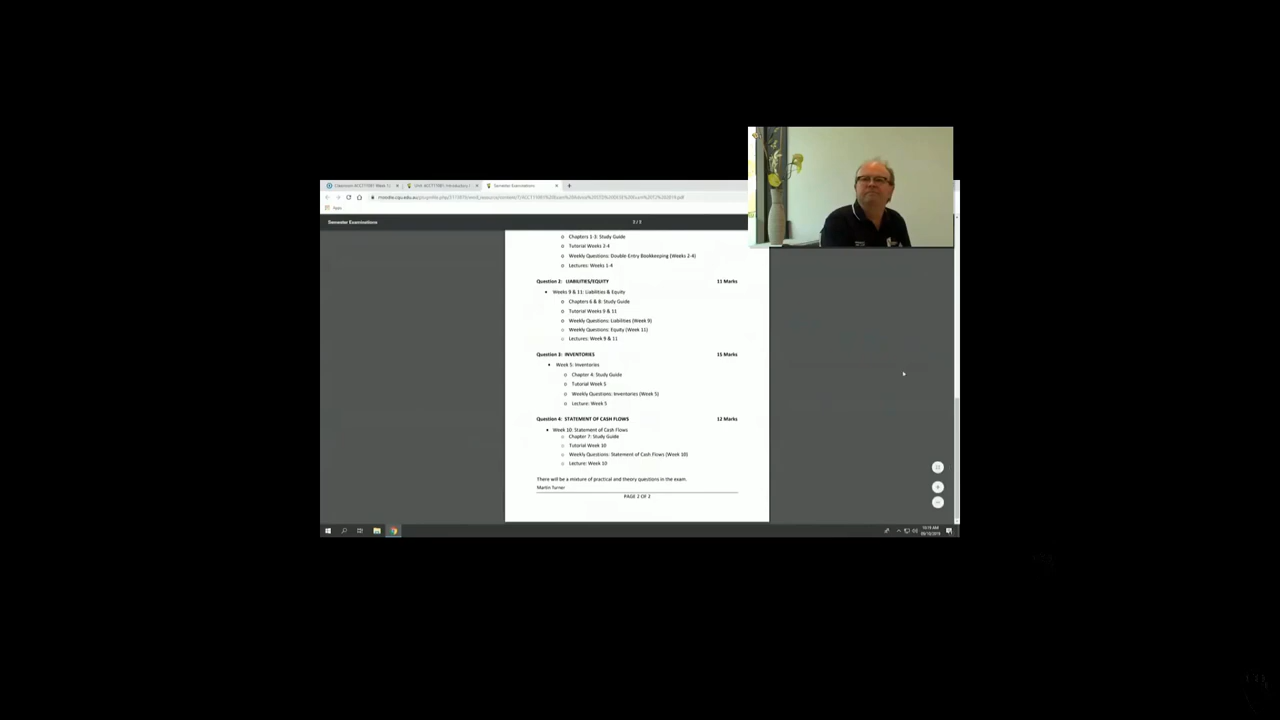 Semester Examinations
Apps
Semester Examinations
2 / 2
Chapters 1-3: Study Guide
Tutorial Weeks 2-4
Weekly Questions: Double-Entry Bookkeeping (Weeks 2-4)
Lectures: Weeks 1-4
Question 2: LIABILITIES/EQUITY 11 Marks
Weeks 9 & 11: Liabilities & Equity
Chapters 6 & 8: Study Guide
Tutorial Weeks 9 & 11
Weekly Questions: Liabilities (Week 9)
Weekly Questions: Equity (Week 11)
Lectures: Week 9 & 11
Question 3: INVENTORIES 15 Marks
Week 5: Inventories
Chapter 4: Study Guide
Tutorial Week 5
Weekly Questions: Inventories (Week 5)
Lecture: Week 5
Question 4: STATEMENT OF CASH FLOWS 12 Marks
Week 10: Statement of Cash Flows
Chapter 7: Study Guide
Tutorial Week 10
Weekly Questions: Statement of Cash Flows (Week 10)
Lecture: Week 10
There will be a mixture of practical and theory questions in the exam.
Martin Turner
PAGE 2 OF 2